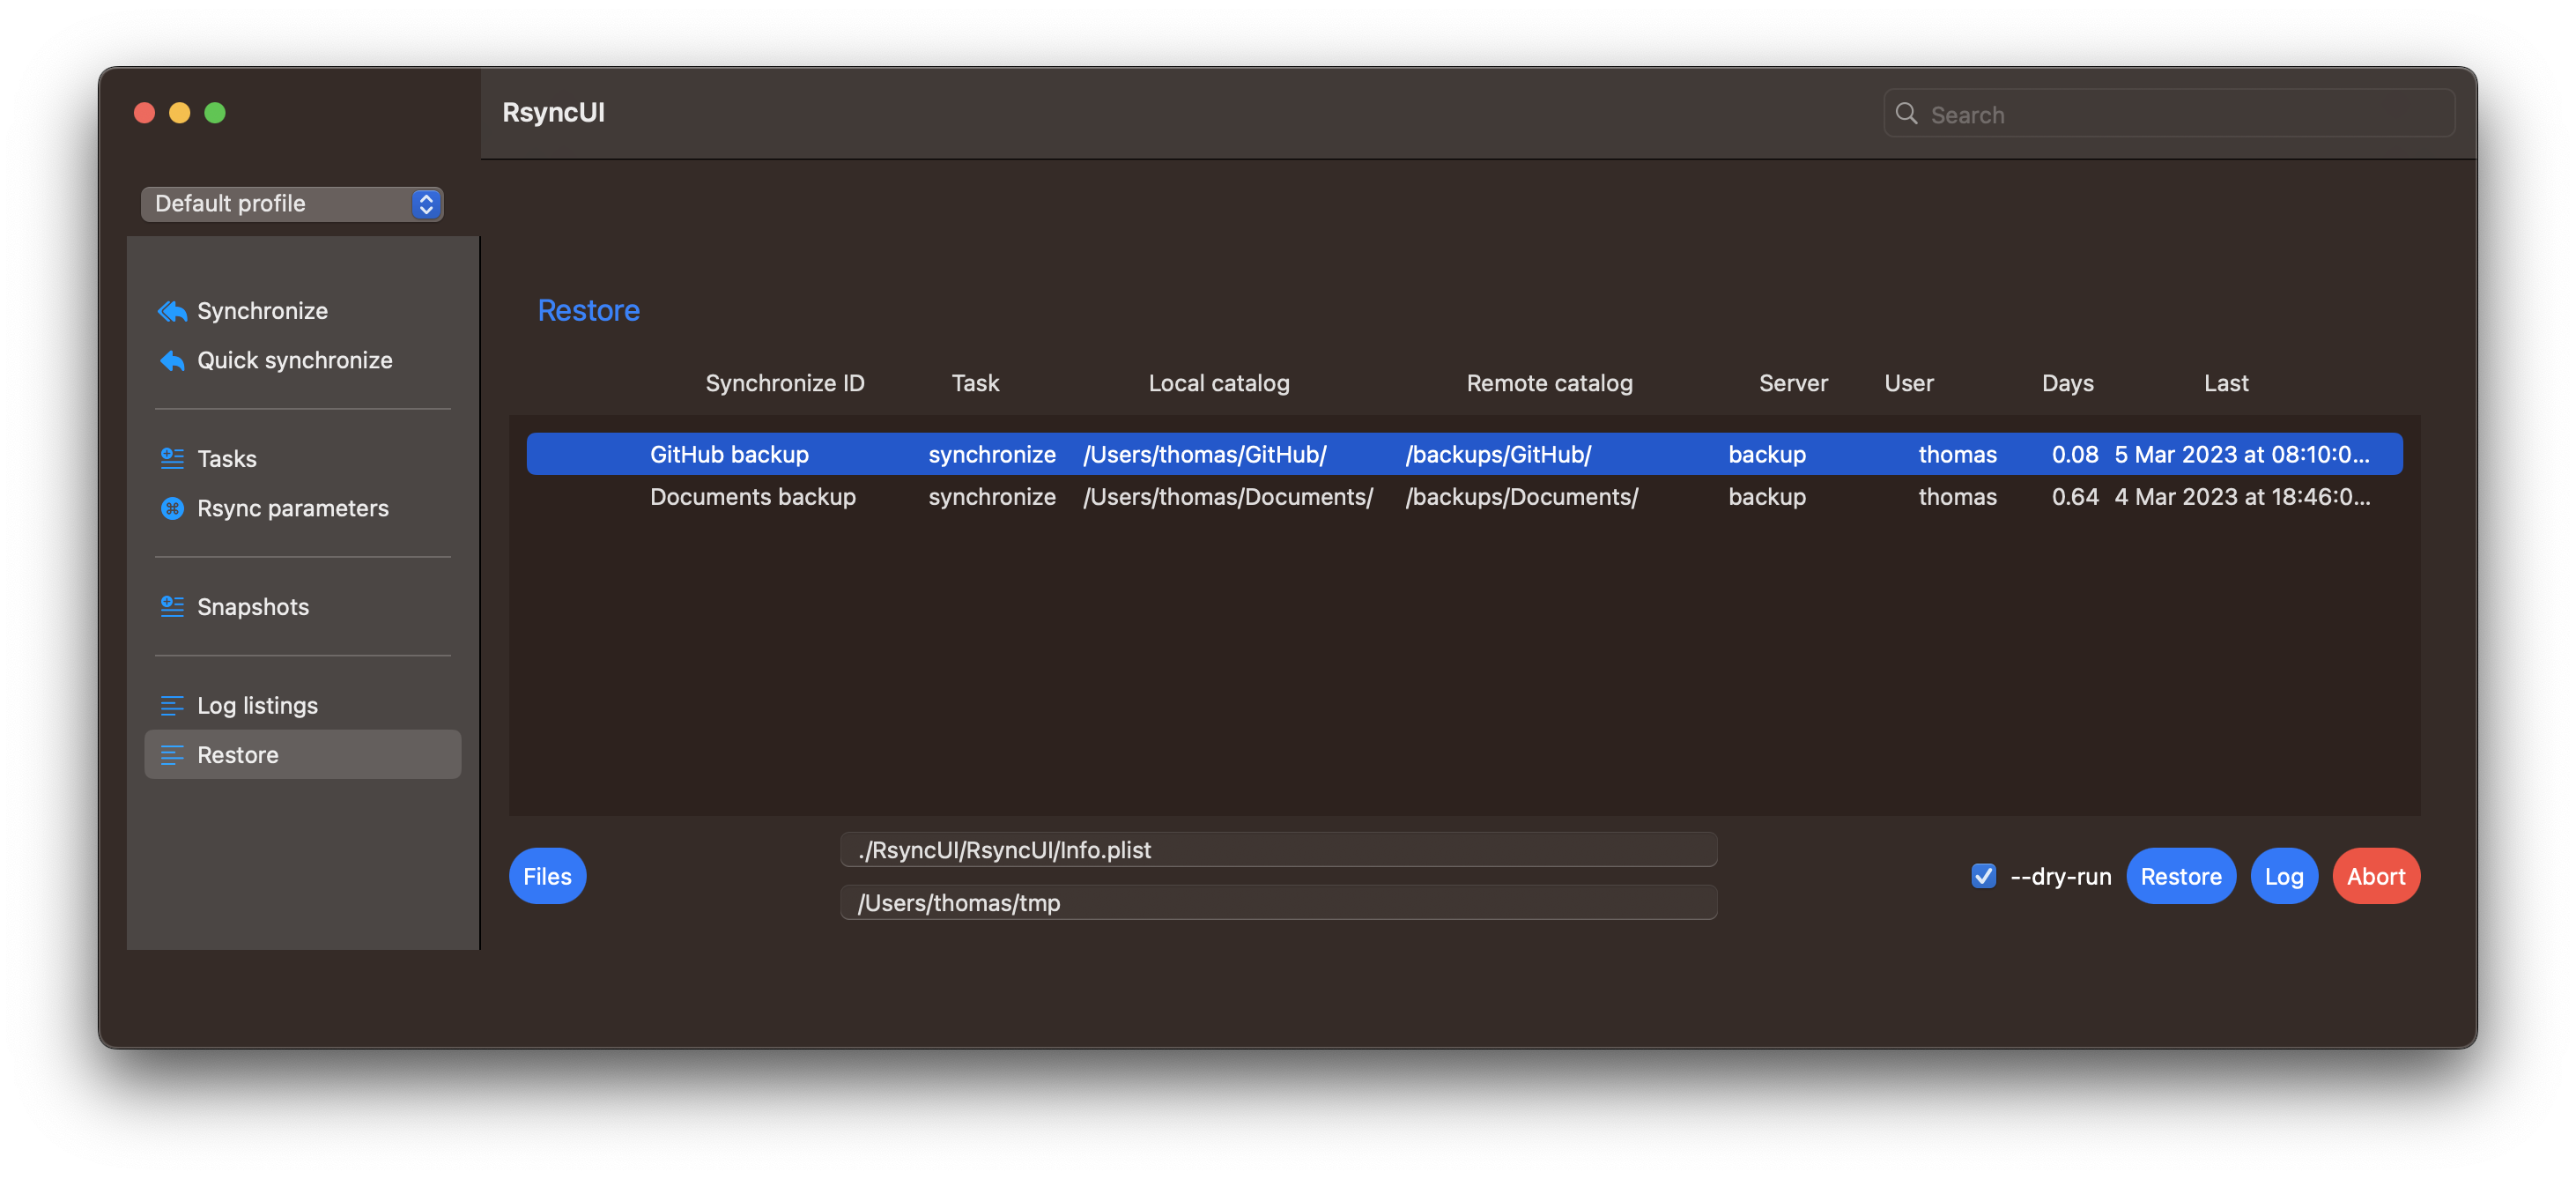 RsyncUI
Search
Default profile
Synchronize
Quick synchronize
Tasks
Rsync parameters
Snapshots
Log listings
Restore
Restore
Synchronize ID Task Local catalog Remote catalog Server User Days Last
GitHub backup synchronize /Users/thomas/GitHub/ /backups/GitHub/ backup thomas 0.08 5 Mar 2023 at 08:10:0...
Documents backup synchronize /Users/thomas/Documents/ /backups/Documents/ backup thomas 0.64 4 Mar 2023 at 18:46:0...
./RsyncUI/RsyncUI/Info.plist
Files --dry-run Restore Log Abort
/Users/thomas/tmp